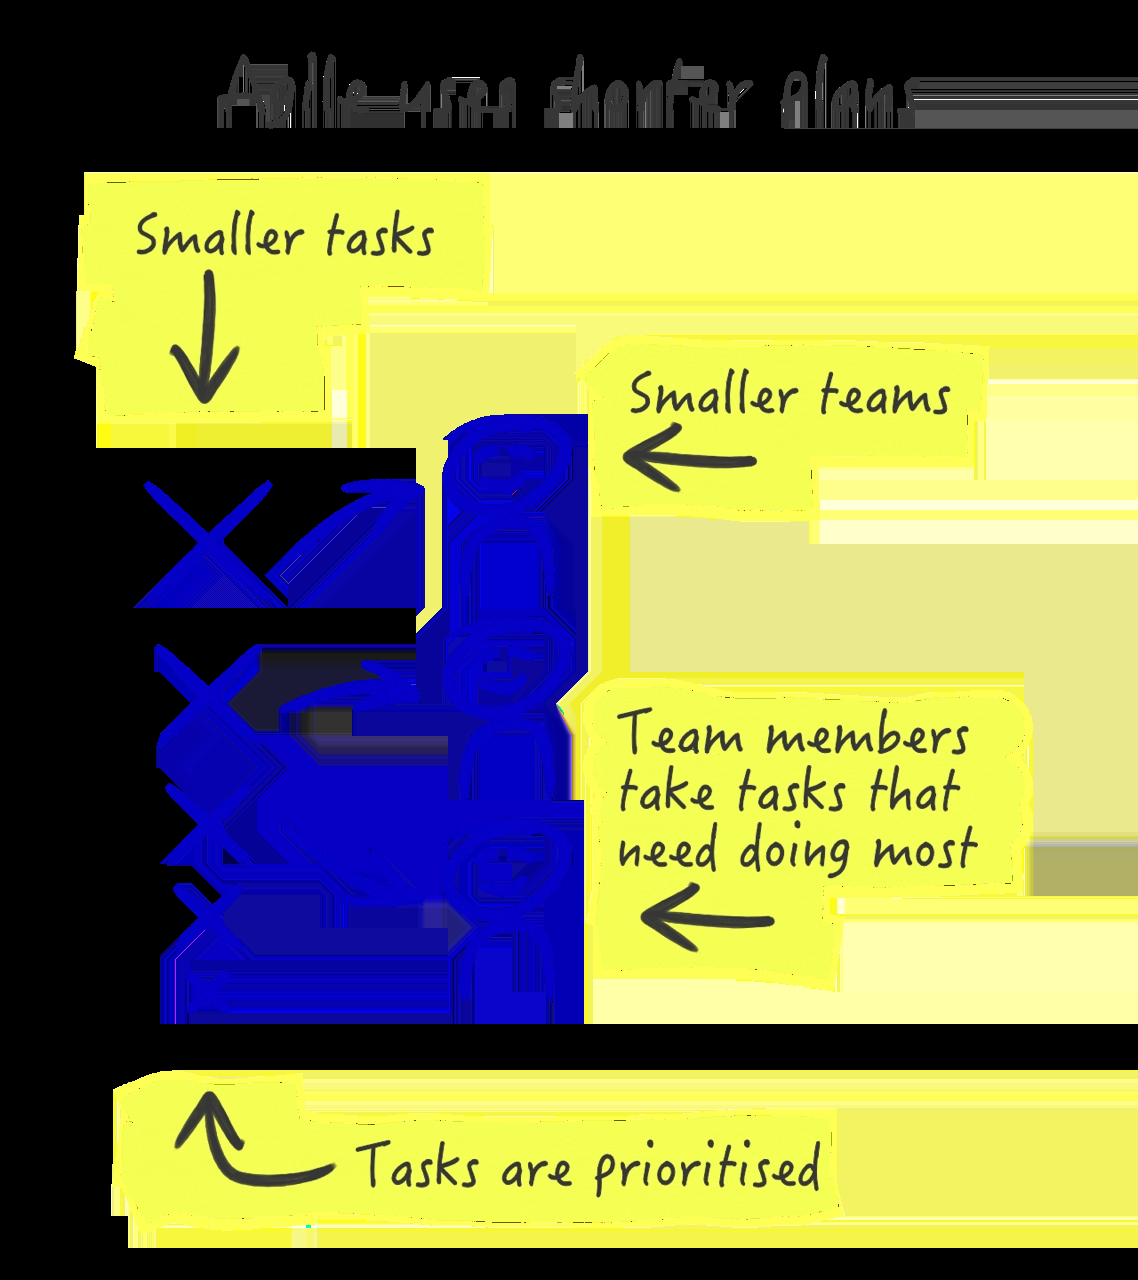 Agile uses shorter plans
Smaller tasks
Smaller teams
Team members
take tasks that
need doing most
Tasks are prioritised